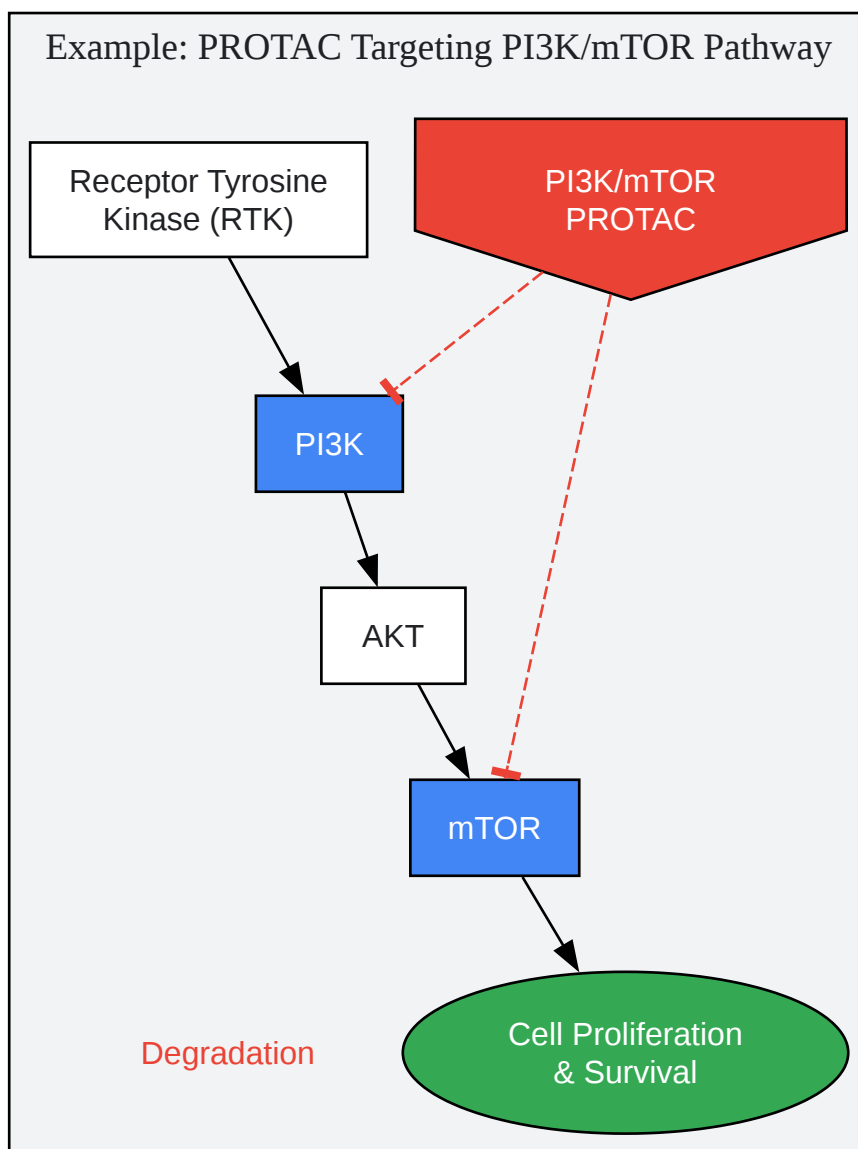 Example: PROTAC Targeting PI3K/mTOR Pathway
Receptor Tyrosine
Kinase (RTK)
PI3K/mTOR
PROTAC
PI3K
AKT
mTOR
Cell Proliferation
& Survival
Degradation